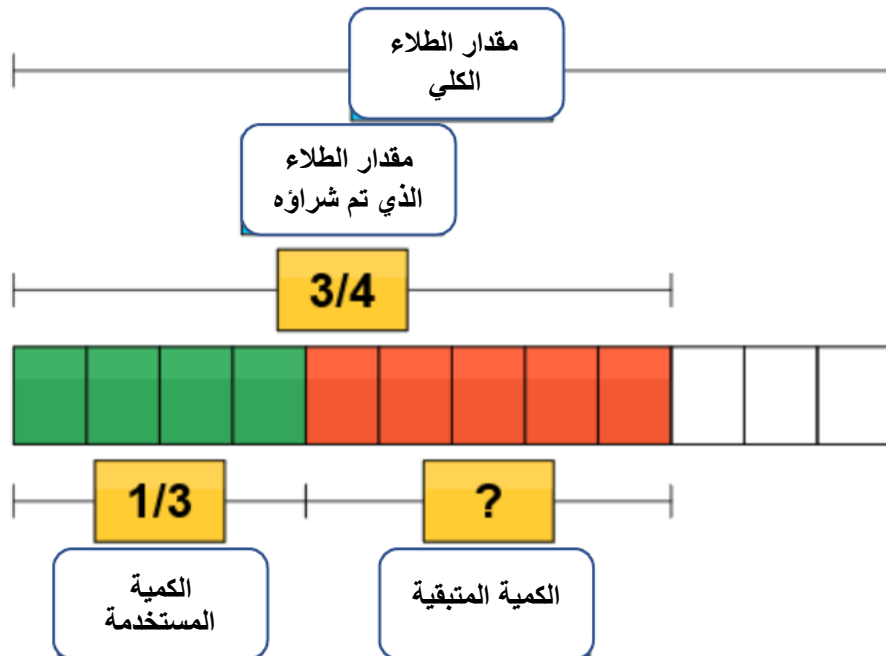 مقدار الطلاء
الكلي
مقدار الطلاء
الذي تم شراؤه
3/4
1/3
?
الكمية
المستخدمة
الكمية المتبقية